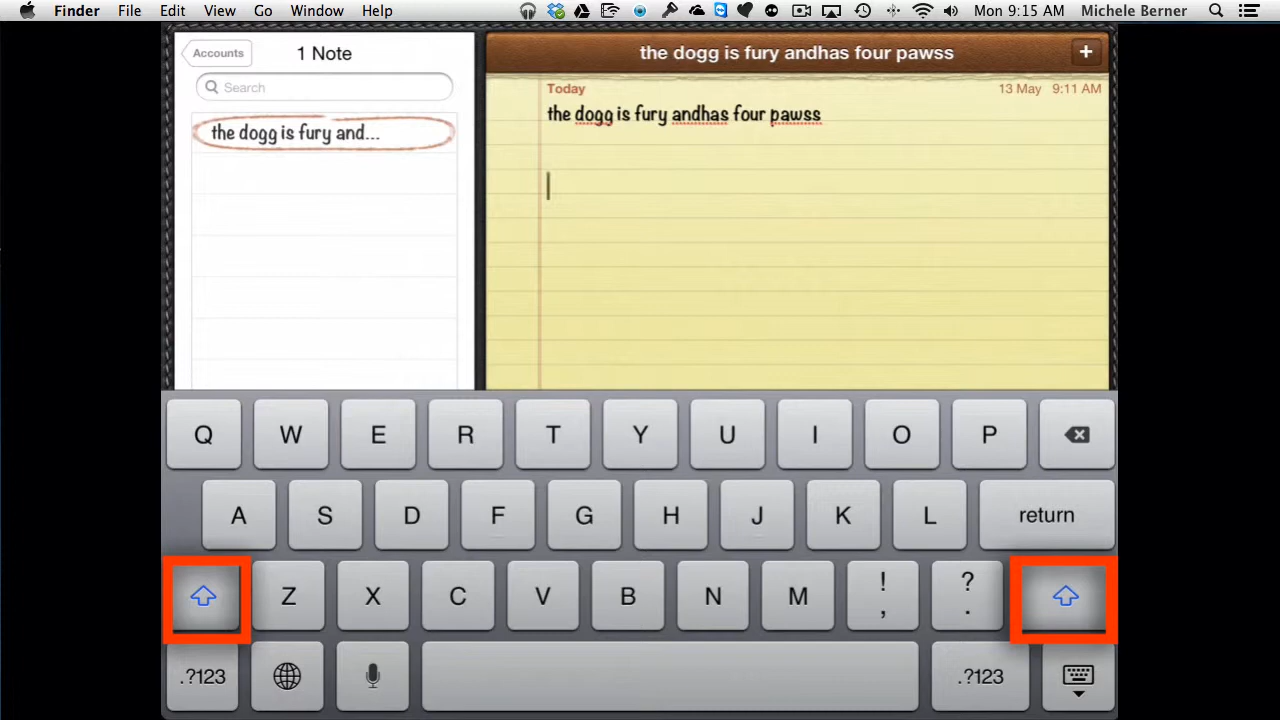 Finder File Edit View Go Window Help Mon 9:15 AM Michele Berner
Accounts 1 Note
Search
the dogg is fury and...
the dogg is fury andhas four pawss +
Today 13 May 9:11 AM
the dogg is fury andhas four pawss
Q W E R T Y U I O P
A S D F G H J K L return
Z X C V B N M ! , ? .
.?123 .?123